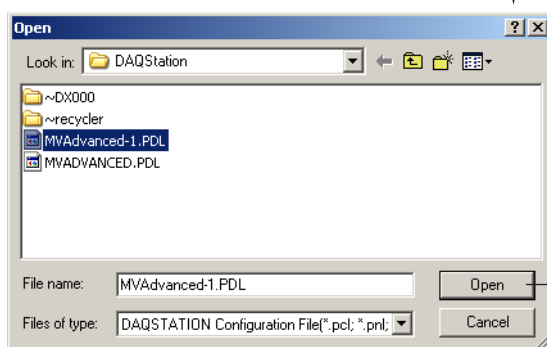 Open
Look in: DAQStation
~DX000
~recycler
MVAdvanced-1.PDL
MVADVANCED.PDL
File name: MVAdvanced-1.PDL Open
Files of type: DAQSTATION Configuration File(*.pcl; *.pnl; Cancel